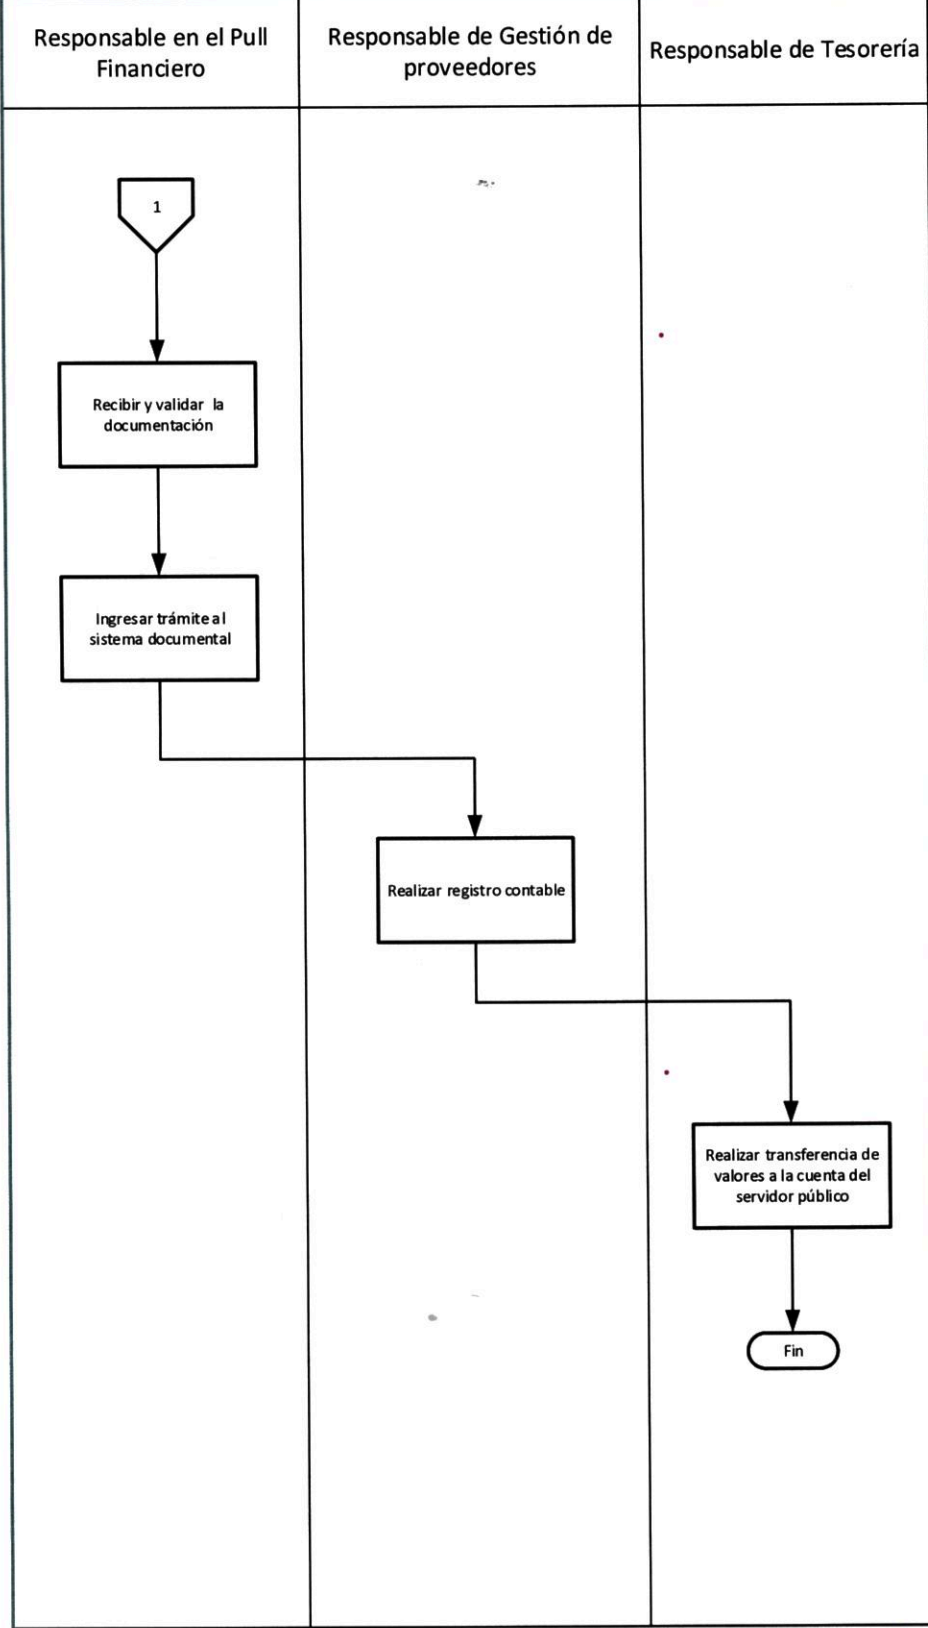 Responsable en el Pull
Financiero
Responsable de Gestión de
proveedores
Responsable de Tesorería
1
Recibir y validar la
documentación
Ingresar trámite al
sistema documental
Realizar registro contable
Realizar transferencia de
valores a la cuenta del
servidor público
Fin